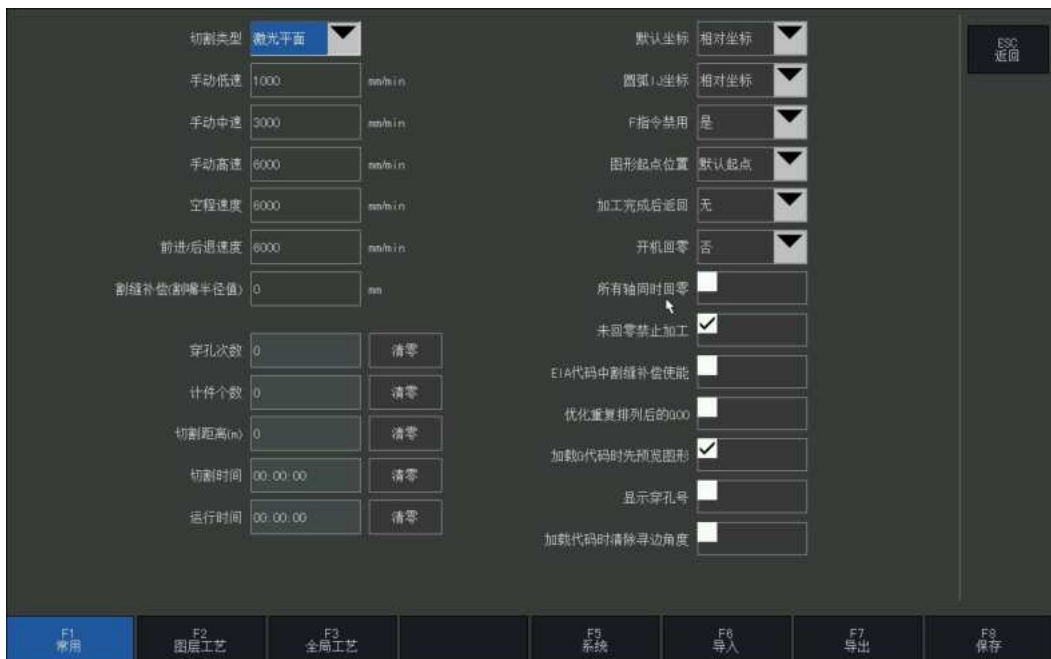 切割类型 激光平面
手动低速 1000 mm/min
手动中速 3000 mm/min
手动高速 6000 mm/min
空程速度 6000 mm/min
前进/后退速度 6000 mm/min
割缝补偿(割嘴半径值) 0 mm
穿孔次数 0 清零
计件个数 0 清零
切割距离(m) 0 清零
切割时间 00:00:00 清零
运行时间 00:00:00 清零
默认坐标 相对坐标
圆弧IJ坐标 相对坐标
F指令禁用 是
图形起点位置 默认起点
加工完成后返回 无
开机回零 否
所有轴同时回零
未回零禁止加工
EIA代码中割缝补偿使能
优化重复排列后的G00
加载G代码时先预览图形
显示穿孔号
加载代码时清除寻边角度
ESC
返回
F1
常用
F2
图层工艺
F3
全局工艺
F5
系统
F6
导入
F7
导出
F8
保存